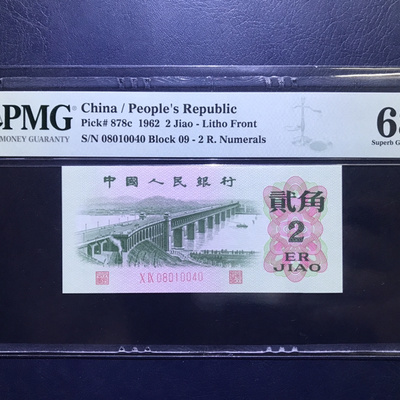 PMG
MONEY GUARANTY
China / People's Republic
Pick# 878c 1962 2 Jiao - Litho Front
S/N 08010040 Block 09 - 2 R. Numerals
Superb G
中國人民銀行
貳角
2
ER
JIAO
X IX 08010040